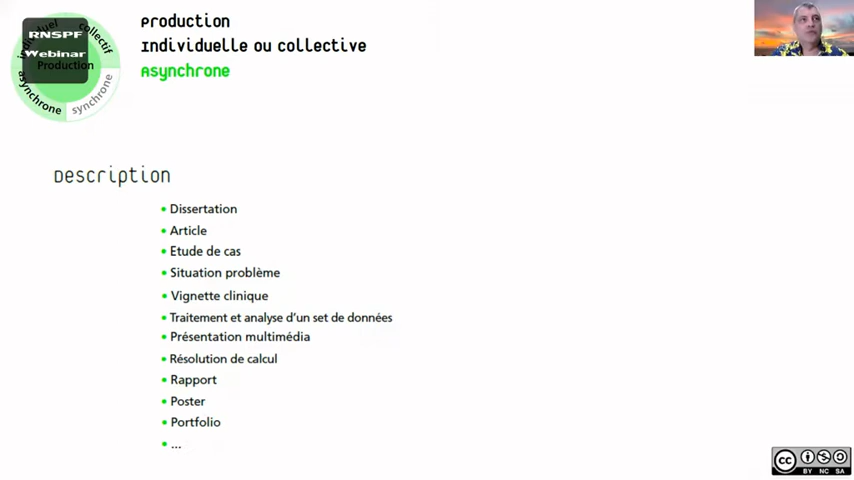 RNSPF
Webinar
individuel
collectif
Production
asynchrone
synchrone
Production
Individuelle ou collective
Asynchrone
Description
• Dissertation
• Article
• Etude de cas
• Situation problème
• Vignette clinique
• Traitement et analyse d'un set de données
• Présentation multimédia
• Résolution de calcul
• Rapport
• Poster
• Portfolio
• ...
cc
BY NC SA